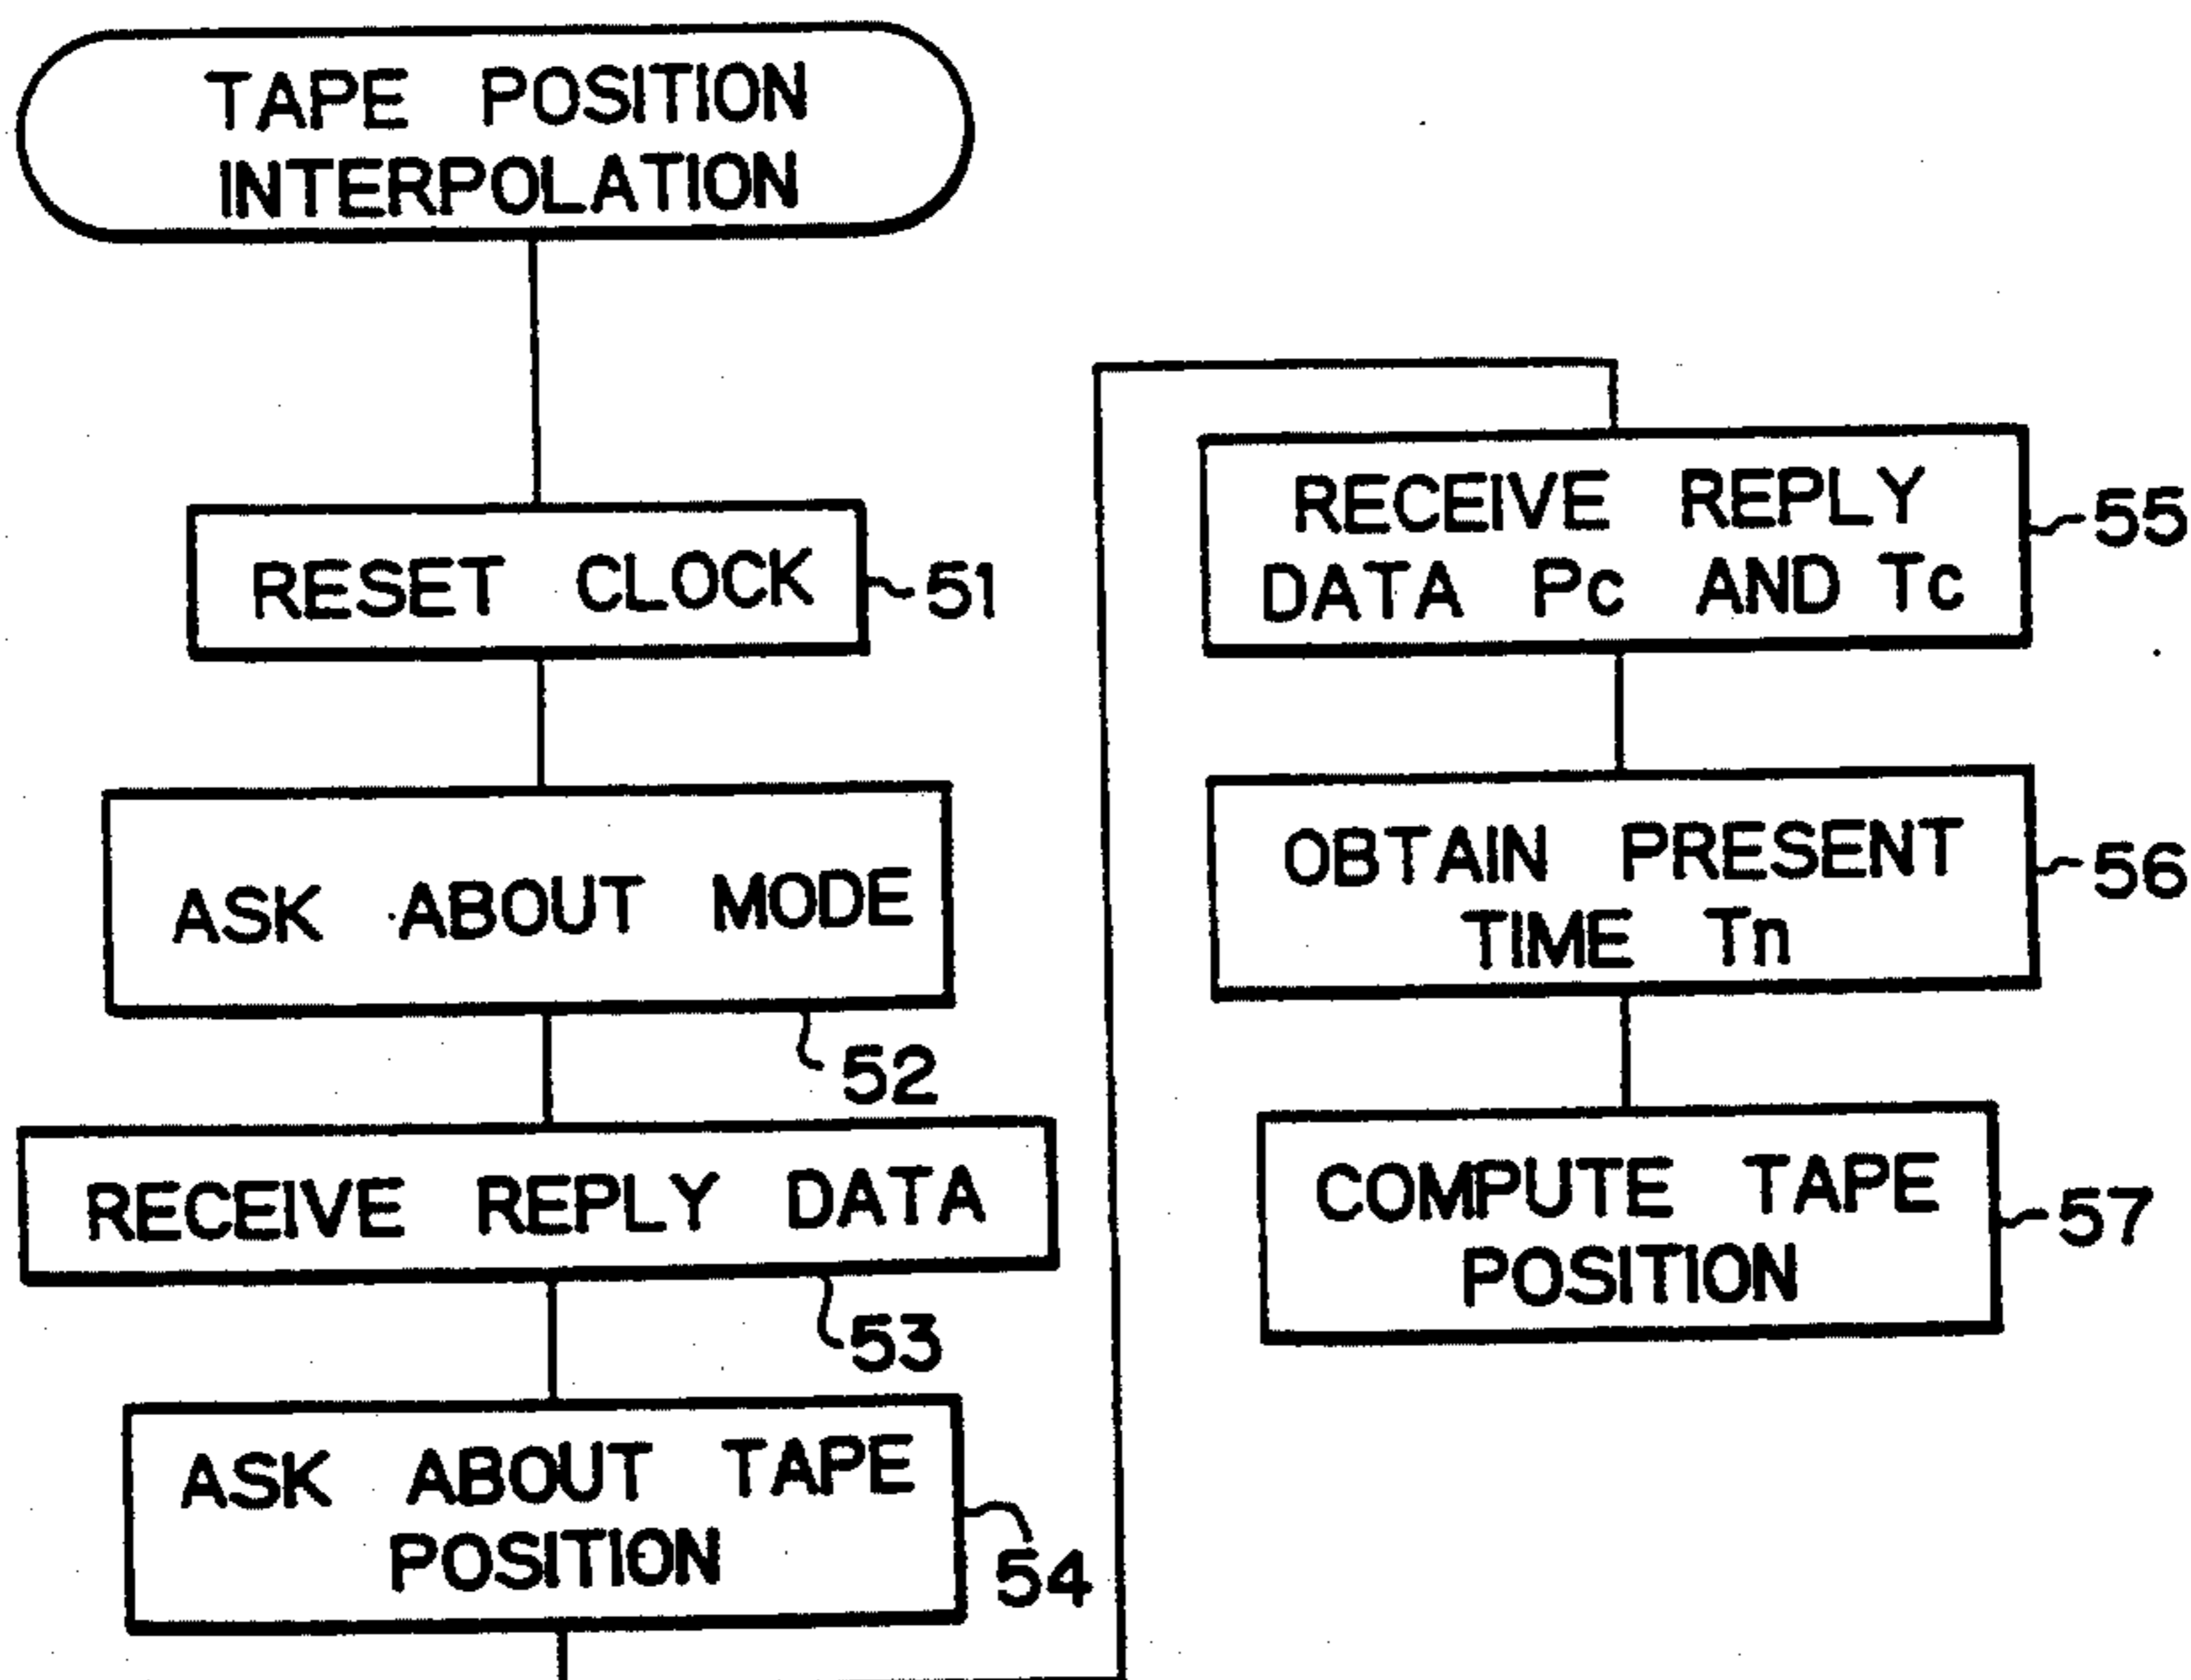 TAPE POSITION
INTERPOLATION
RESET CLOCK
51
ASK ABOUT MODE
52
RECEIVE REPLY DATA
53
ASK ABOUT TAPE
POSITION
54
RECEIVE REPLY
DATA Pc AND Tc
55
OBTAIN PRESENT
TIME Tn
56
COMPUTE TAPE
POSITION
57